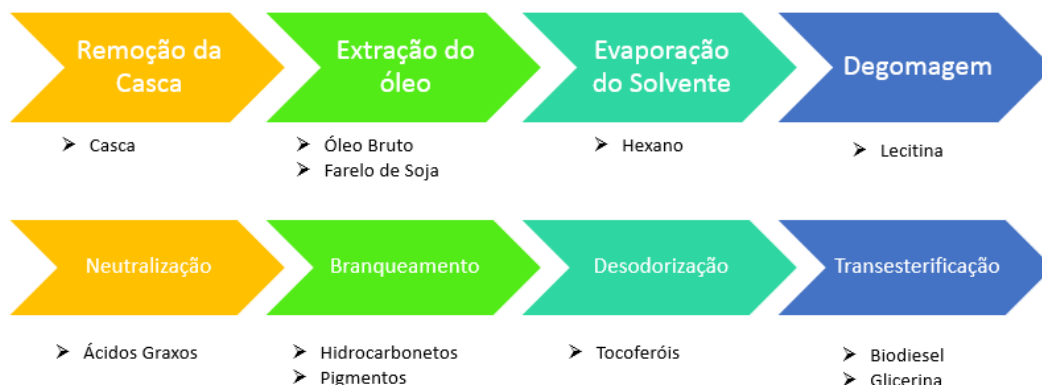 Remoção da
Casca
Extração do
óleo
Evaporação
do Solvente
Degomagem
➤ Casca
➤ Óleo Bruto
➤ Farelo de Soja
➤ Hexano
➤ Lecitina
Neutralização
Branqueamento
Desodorização
Transesterificação
➤ Ácidos Graxos
➤ Hidrocarbonetos
➤ Pigmentos
➤ Tocoferóis
➤ Biodiesel
➤ Glicerina